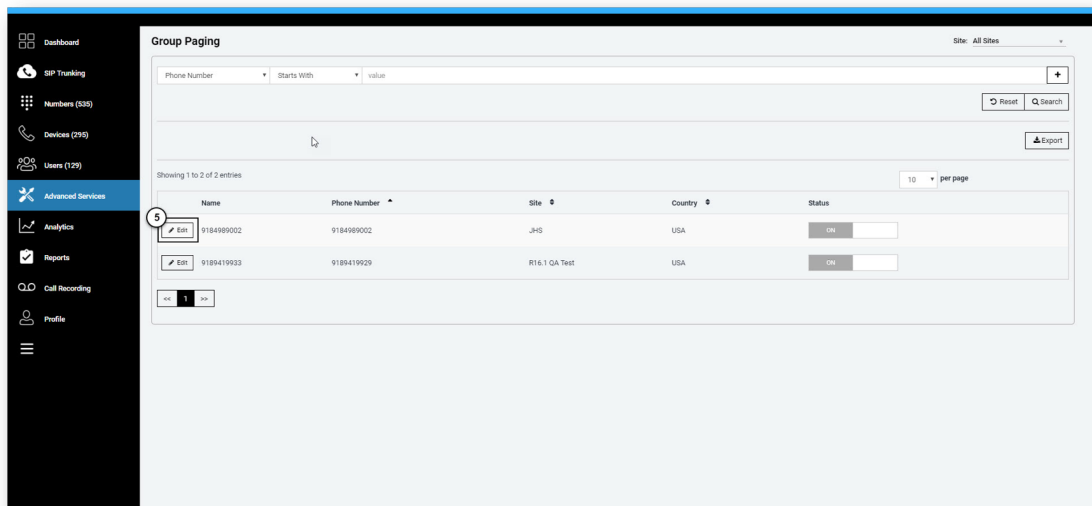 Dashboard
SIP Trunking
Numbers (535)
Devices (295)
Users (129)
Advanced Services
Analytics
Reports
Call Recording
Profile
Group Paging
Site: All Sites
Phone Number Starts With value +
Reset Search
Export
Showing 1 to 2 of 2 entries
10 per page
Name Phone Number Site Country Status
5
Edit 9184989002 9184989002 JHS USA ON
Edit 9189419933 9189419929 R16.1 QA Test USA ON
<< 1 >>